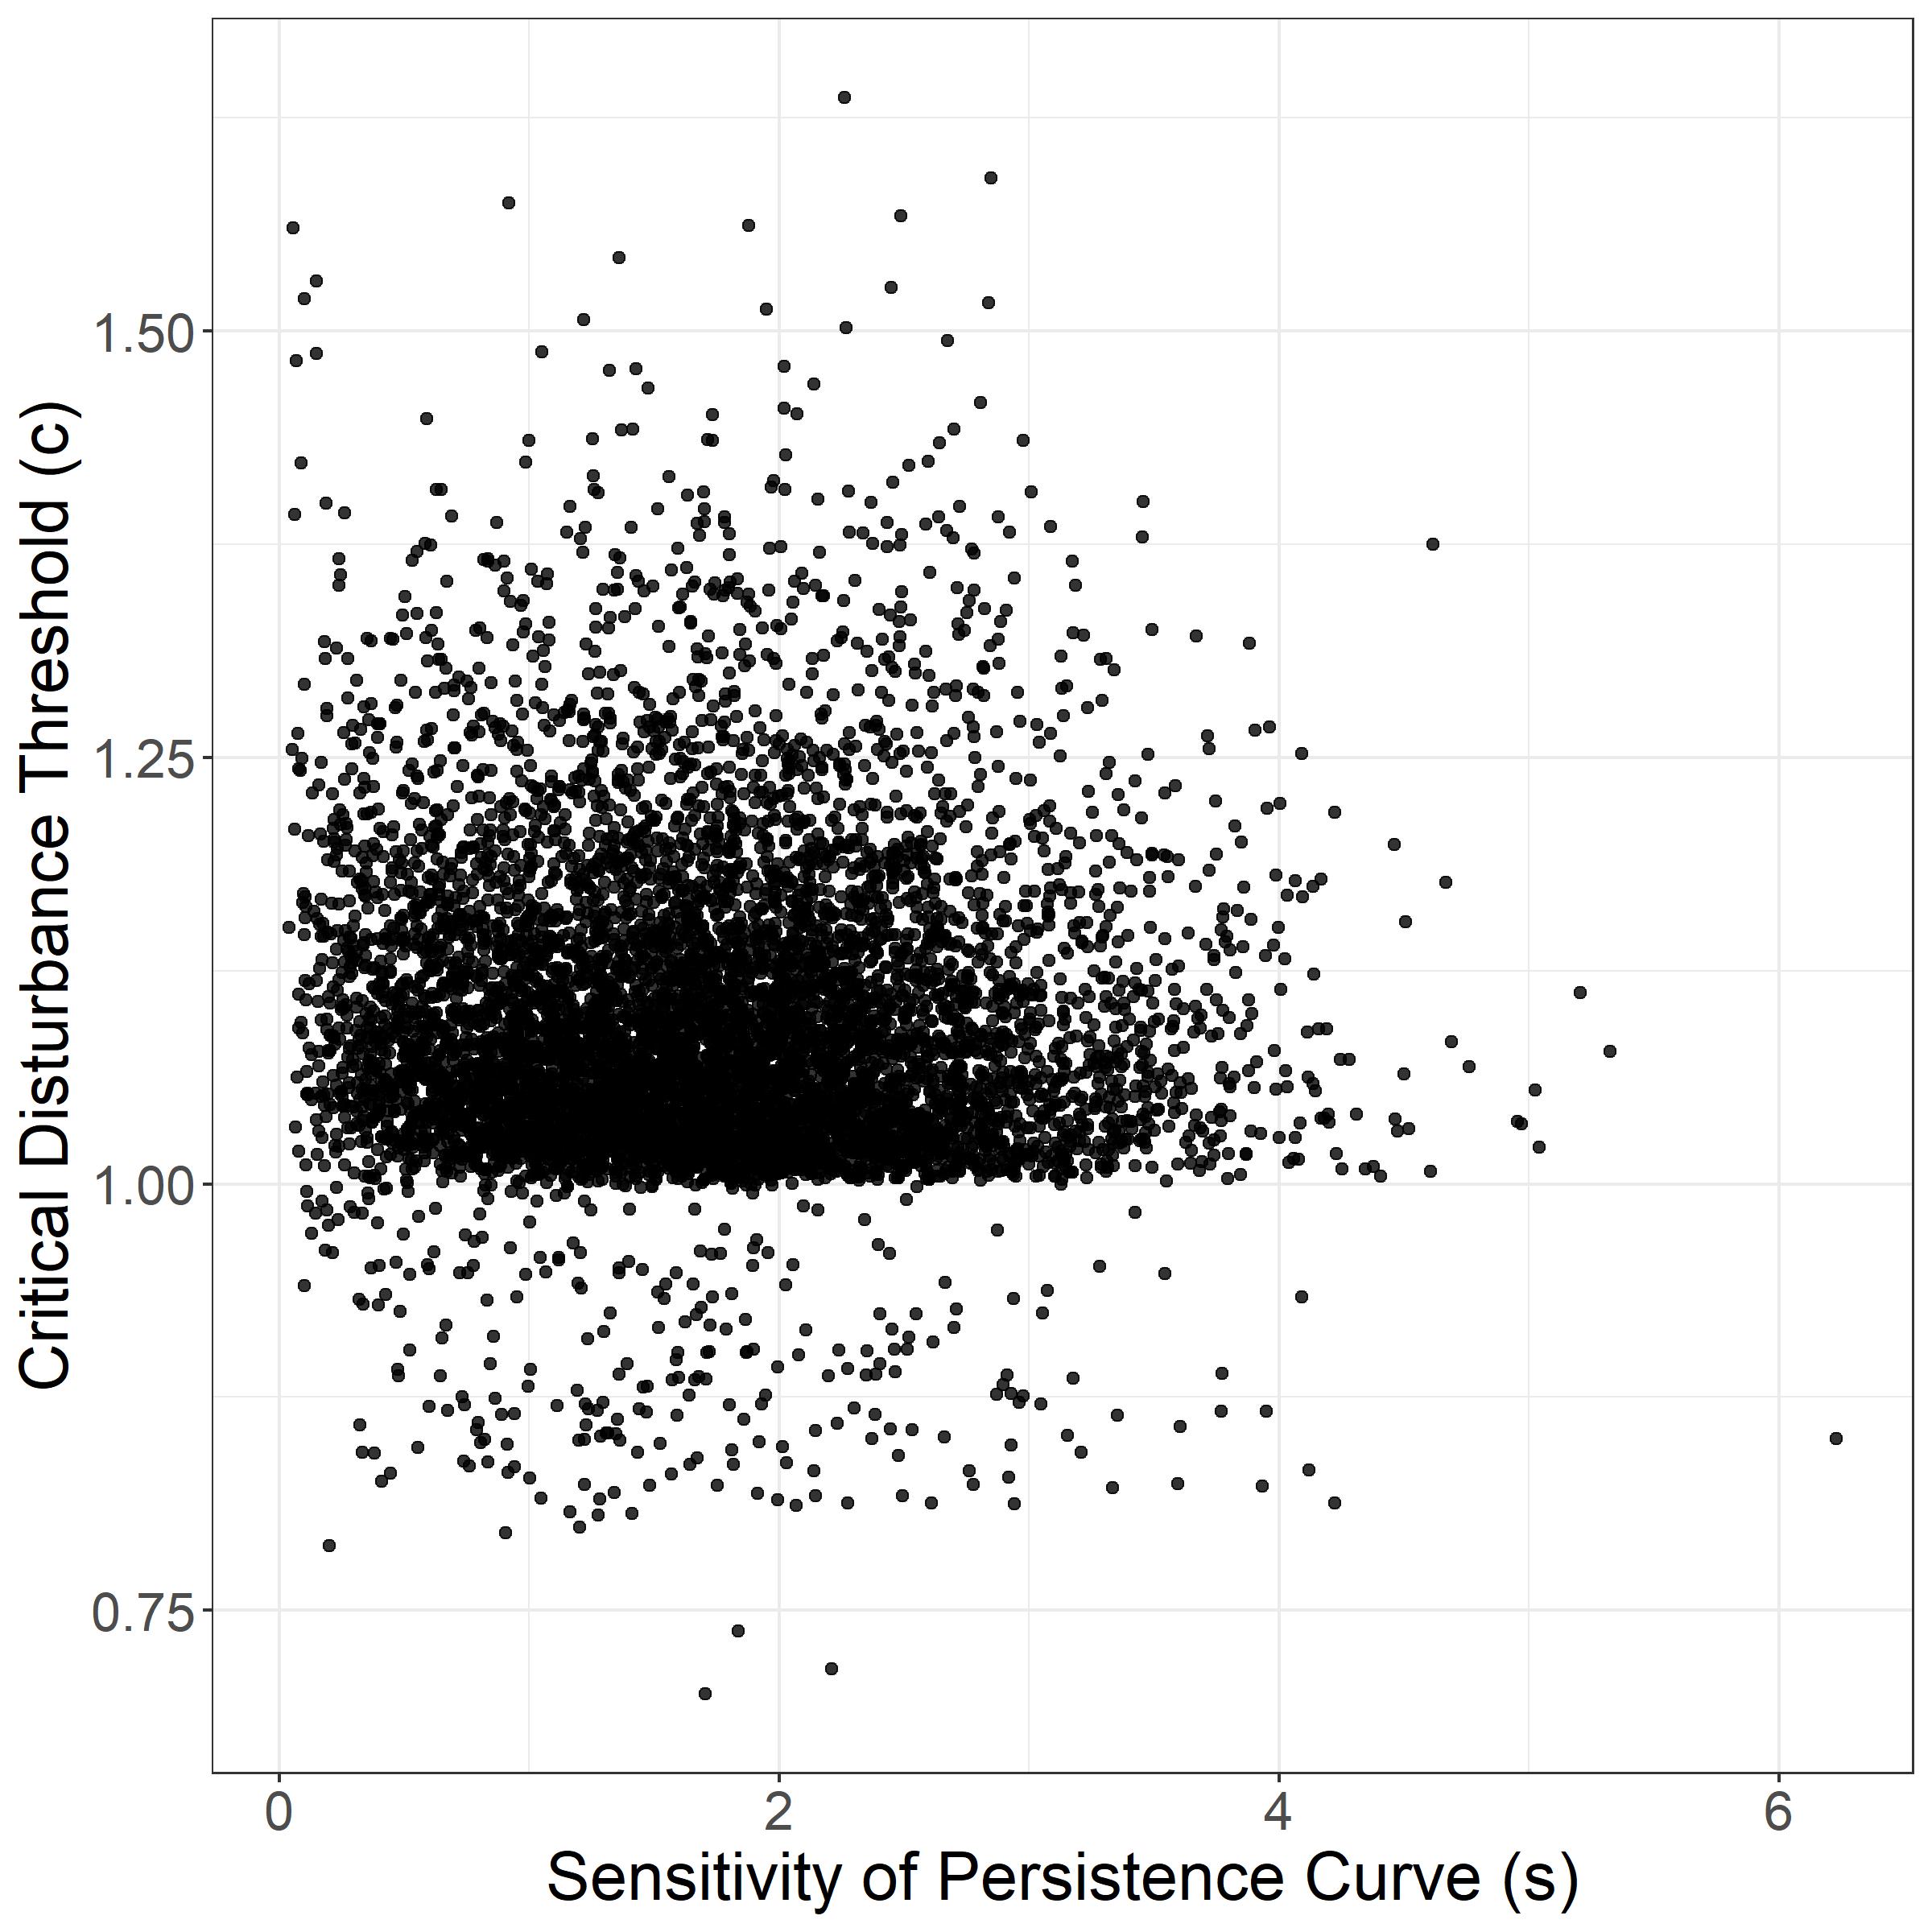 Critical Disturbance Threshold (c)
1.50
1.25
1.00
0.75
0 2 4 6
Sensitivity of Persistence Curve (s)